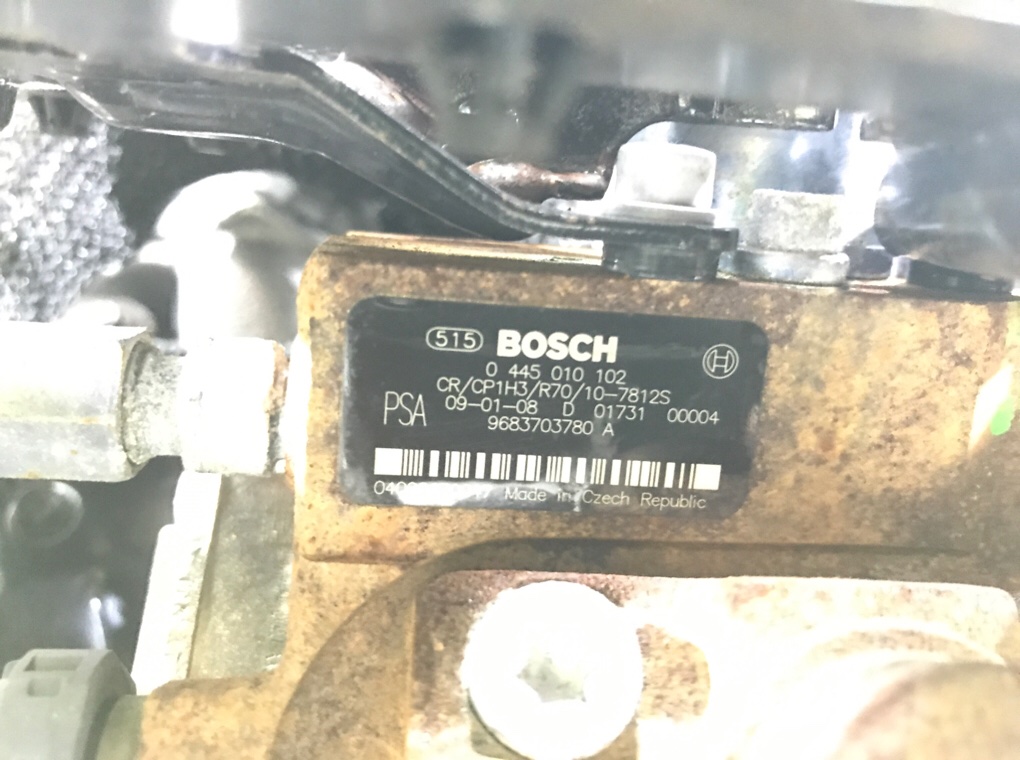 515 BOSCH
0 445 010 102
CR/CP1H3/R70/10-7812S
PSA 09-01-08 D 01731 00004
9683703780 A
Made in Czech Republic